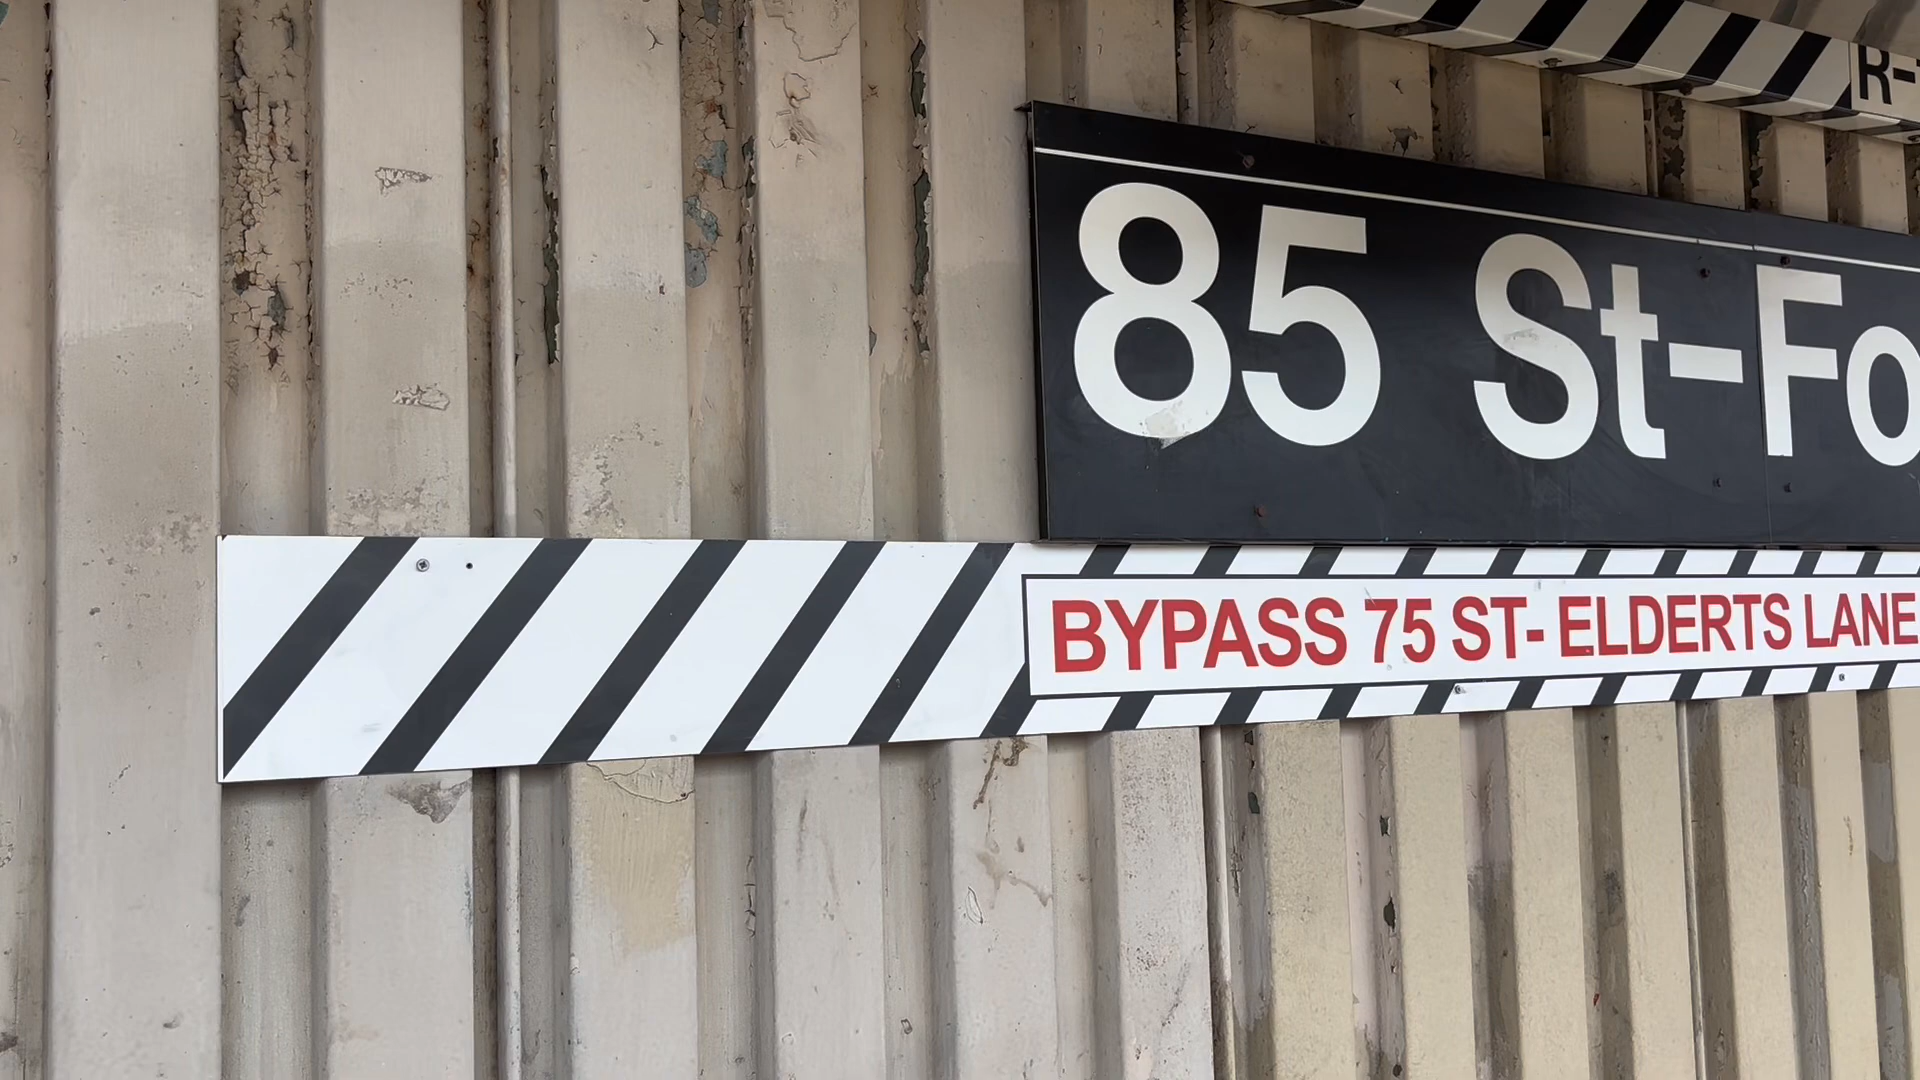 R-
85 St-Fo
BYPASS 75 ST- ELDERTS LANE